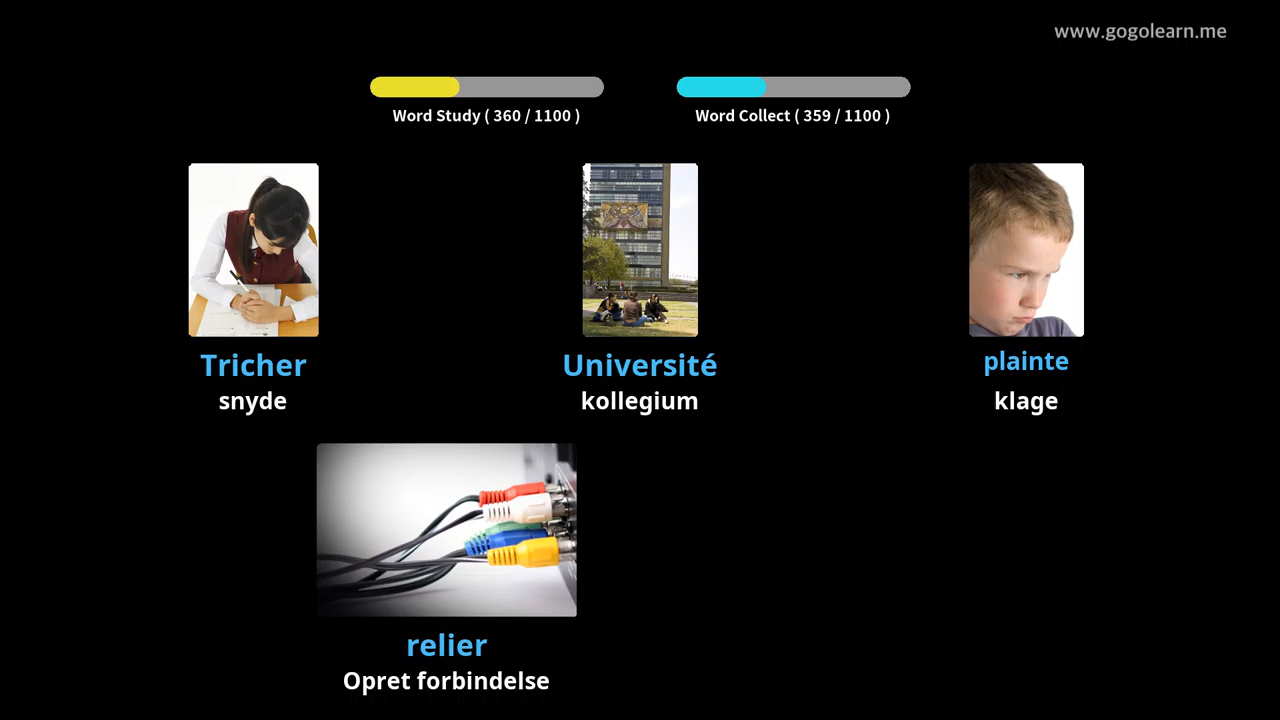 www.gogolearn.me
Word Study ( 360 / 1100 )
Word Collect ( 359 / 1100 )
Tricher
snyde
Université
kollegium
plainte
klage
relier
Opret forbindelse